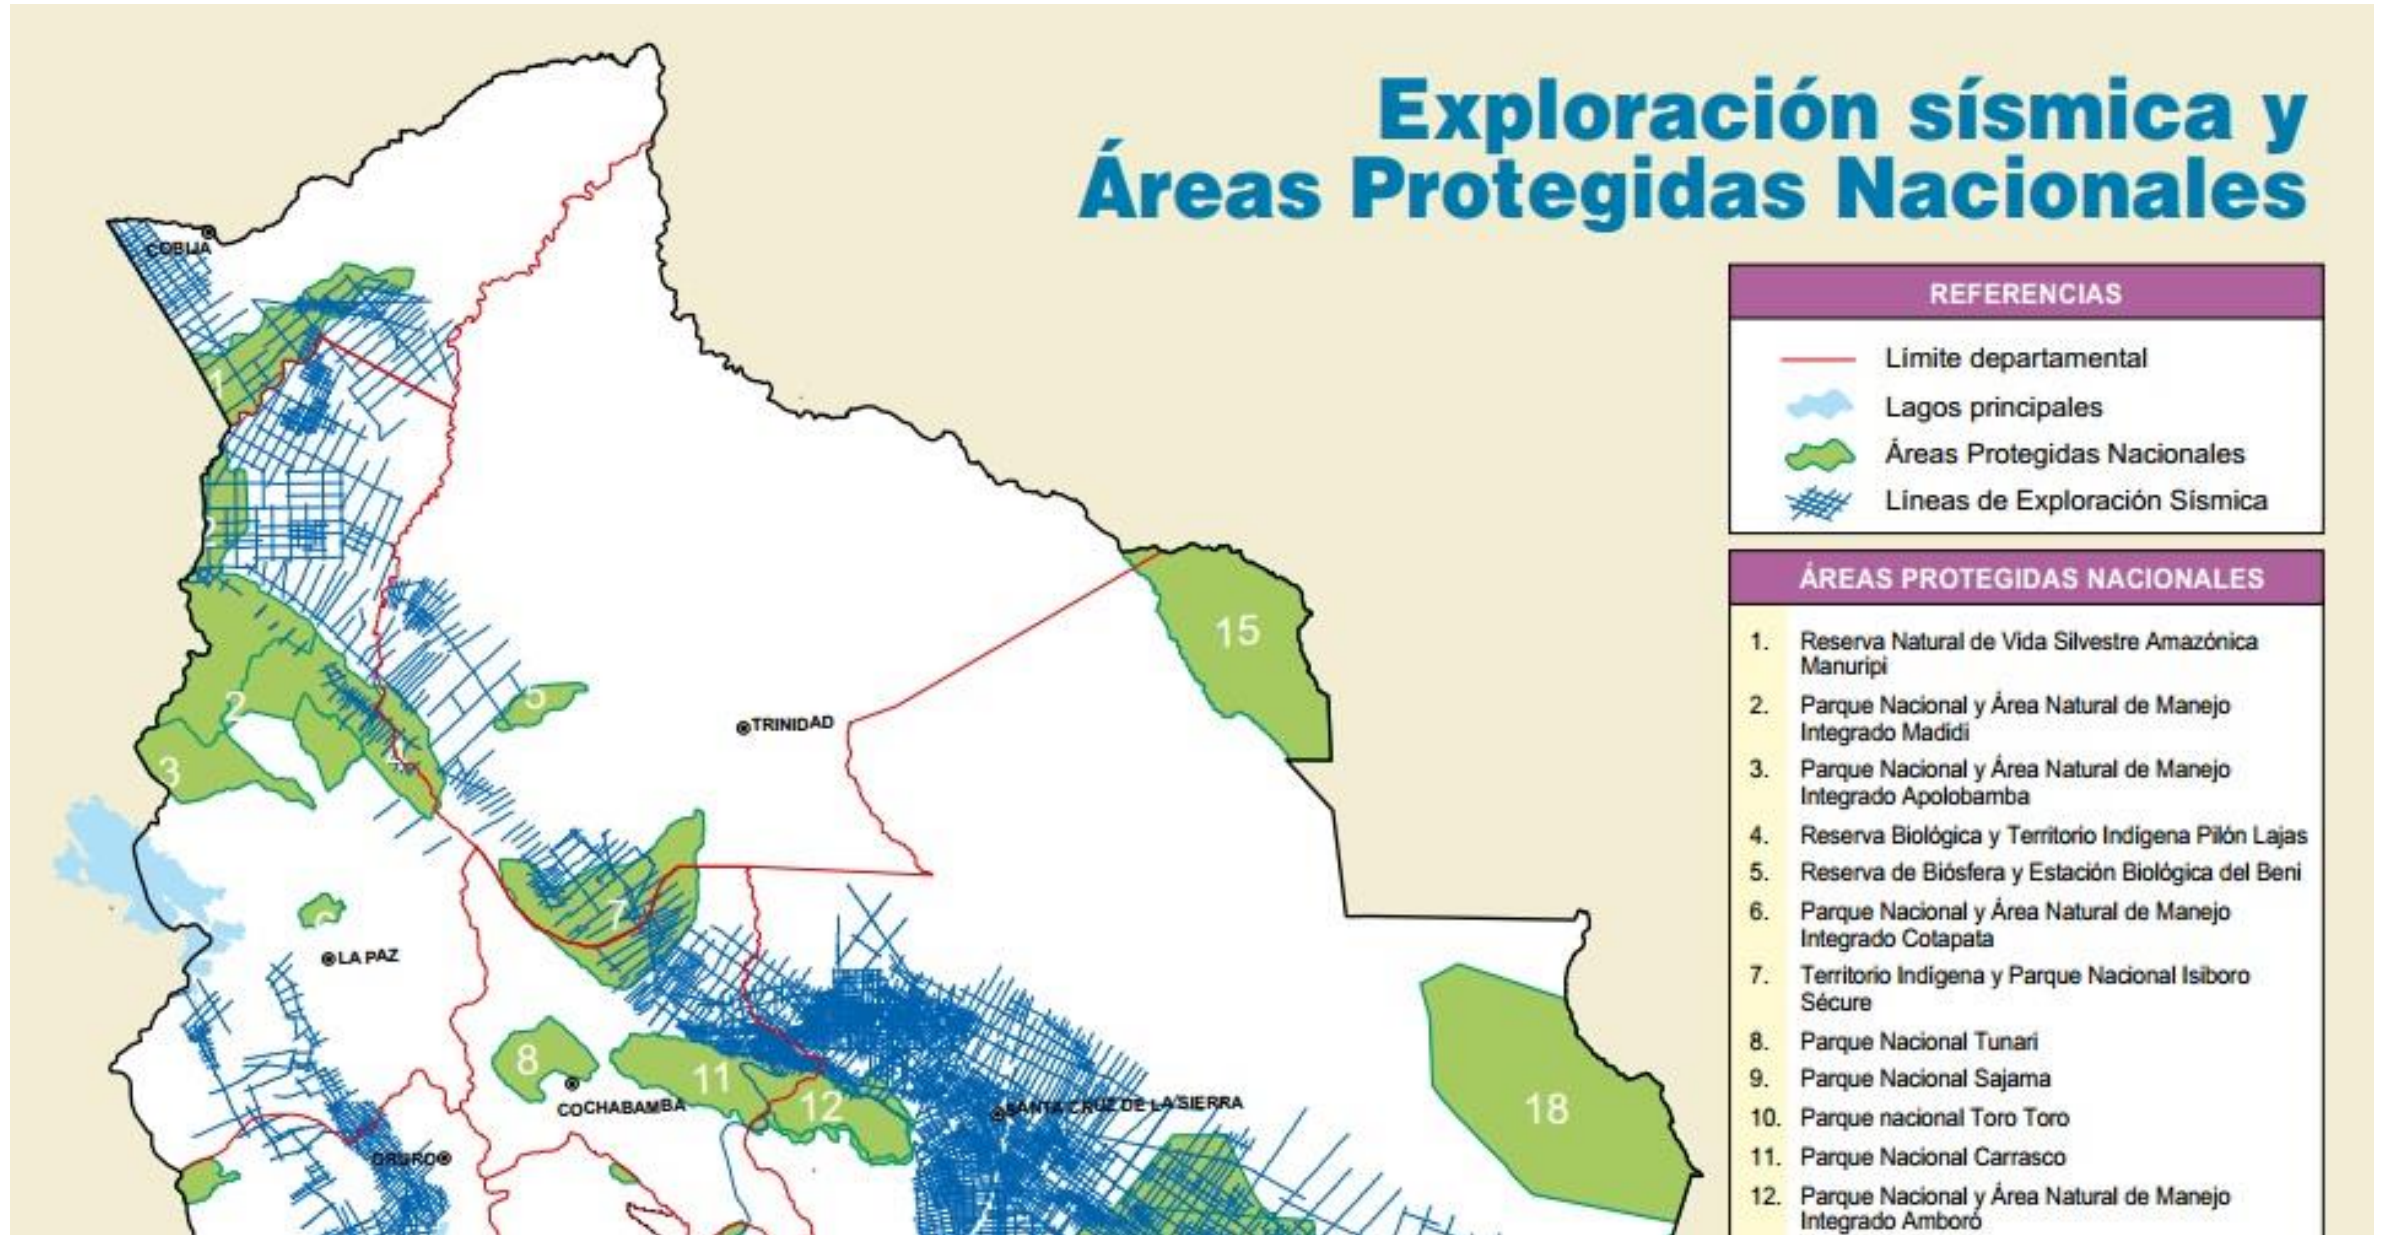 Exploración sísmica y
Áreas Protegidas Nacionales
REFERENCIAS
Límite departamental
Lagos principales
Áreas Protegidas Nacionales
Líneas de Exploración Sísmica
ÁREAS PROTEGIDAS NACIONALES
1. Reserva Natural de Vida Silvestre Amazónica
Manuripi
2. Parque Nacional y Área Natural de Manejo
Integrado Madidi
3. Parque Nacional y Área Natural de Manejo
Integrado Apolobamba
4. Reserva Biológica y Territorio Indígena Pilón Lajas
5. Reserva de Biósfera y Estación Biológica del Beni
6. Parque Nacional y Área Natural de Manejo
Integrado Cotapata
7. Territorio Indígena y Parque Nacional Isiboro
Sécure
8. Parque Nacional Tunari
9. Parque Nacional Sajama
10. Parque nacional Toro Toro
11. Parque Nacional Carrasco
12. Parque Nacional y Área Natural de Manejo
Integrado Amboró
COBIJA
1
2
15
5
2
TRINIDAD
3
4
7
6
LA PAZ
8
11
12
COCHABAMBA
SANTA CRUZ DE LA SIERRA
18
ORURO